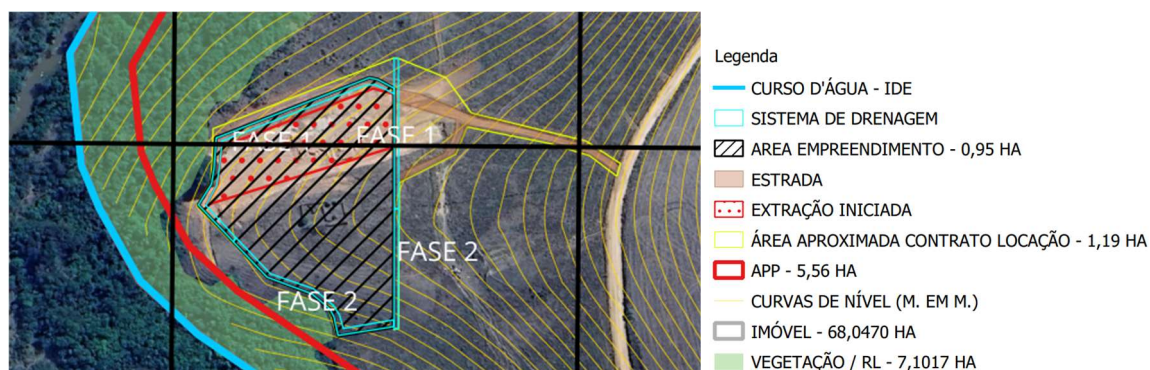 Legenda
CURSO D'ÁGUA - IDE
SISTEMA DE DRENAGEM
AREA EMPREENDIMENTO - 0,95 HA
ESTRADA
EXTRAÇÃO INICIADA
ÁREA APROXIMADA CONTRATO LOCAÇÃO - 1,19 HA
APP - 5,56 HA
CURVAS DE NÍVEL (M. EM M.)
IMÓVEL - 68,0470 HA
VEGETAÇÃO / RL - 7,1017 HA
FASE 1
FASE 1
FASE 2
FASE 2